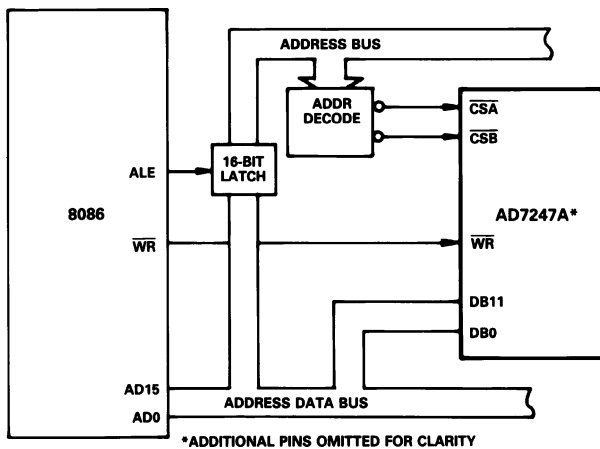 ADDRESS BUS
ADDR
DECODE
CSA
CSB
16-BIT
LATCH
ALE
8086
AD7247A*
WR
WR
DB11
DB0
AD15
ADDRESS DATA BUS
AD0
*ADDITIONAL PINS OMITTED FOR CLARITY